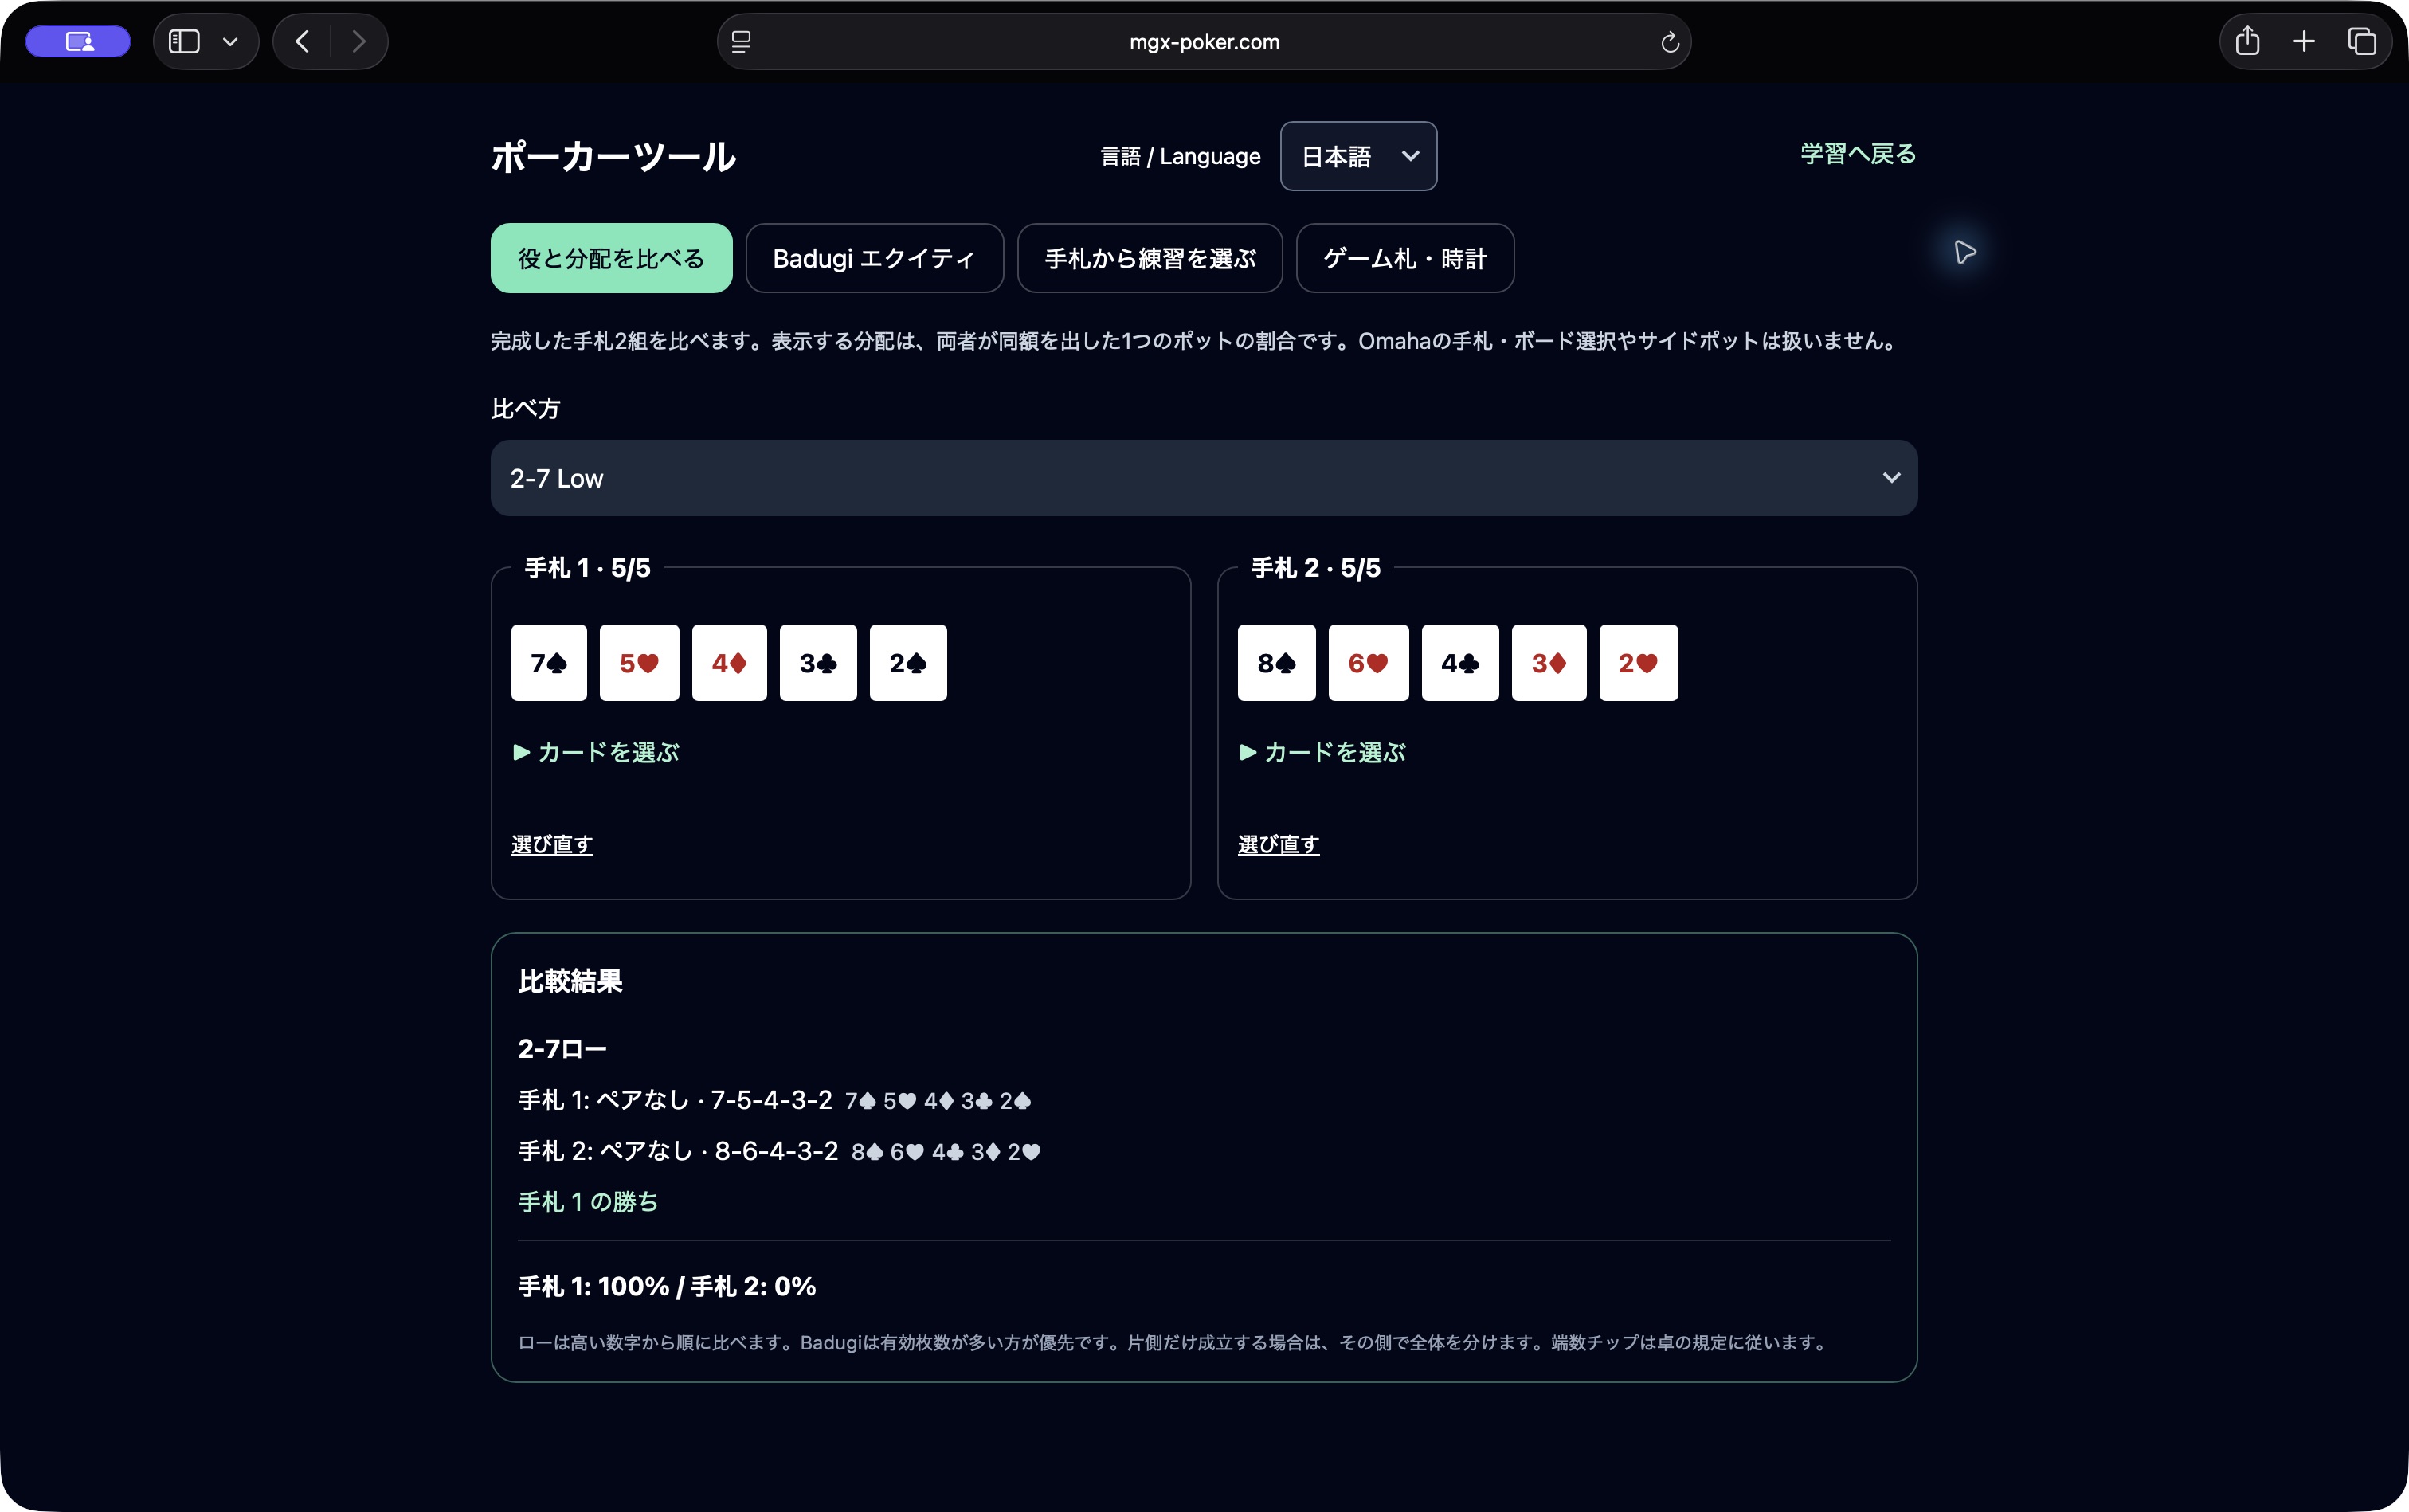 mgx-poker.com
ポーカーツール
言語 / Language
日本語
学習へ戻る
役と分配を比べる
Badugi エクイティ
手札から練習を選ぶ
ゲーム札・時計
完成した手札2組を比べます。表示する分配は、両者が同額を出した1つのポットの割合です。Omahaの手札・ボード選択やサイドポットは扱いません。
比べ方
2-7 Low
手札 1 · 5/5
7♠ 5♥ 4♦ 3♣ 2♠
▶ カードを選ぶ
選び直す
手札 2 · 5/5
8♠ 6♥ 4♣ 3♦ 2♥
▶ カードを選ぶ
選び直す
比較結果
2-7ロー
手札 1: ペアなし · 7-5-4-3-2 7♠ 5♥ 4♦ 3♣ 2♠
手札 2: ペアなし · 8-6-4-3-2 8♠ 6♥ 4♣ 3♦ 2♥
手札 1 の勝ち
手札 1: 100% / 手札 2: 0%
ローは高い数字から順に比べます。Badugiは有効枚数が多い方が優先です。片側だけ成立する場合は、その側で全体を分けます。端数チップは卓の規定に従います。